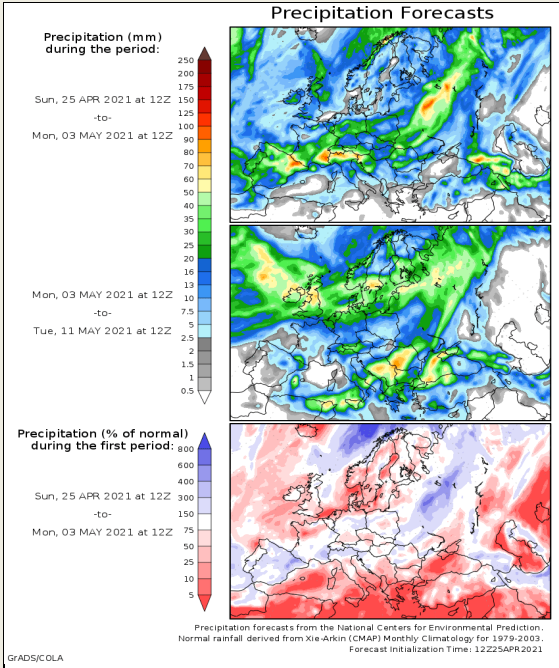 Precipitation Forecasts
Precipitation (mm)
during the period:
Sun, 25 APR 2021 at 12Z
-to-
Mon, 03 MAY 2021 at 12Z
250
200
175
150
125
100
90
80
70
60
50
40
35
30
25
20
16
13
10
7.5
5
2.5
2
1.5
1
0.5
Mon, 03 MAY 2021 at 12Z
-to-
Tue, 11 MAY 2021 at 12Z
Precipitation (% of normal)
during the first period:
Sun, 25 APR 2021 at 12Z
-to-
Mon, 03 MAY 2021 at 12Z
800
600
400
300
150
75
50
25
10
5
Precipitation forecasts from the National Centers for Environmental Prediction.
Normal rainfall derived from Xie-Arkin (CMAP) Monthly Climatology for 1979-2003.
Forecast Initialization Time: 12Z25APR2021
GrADS/COLA